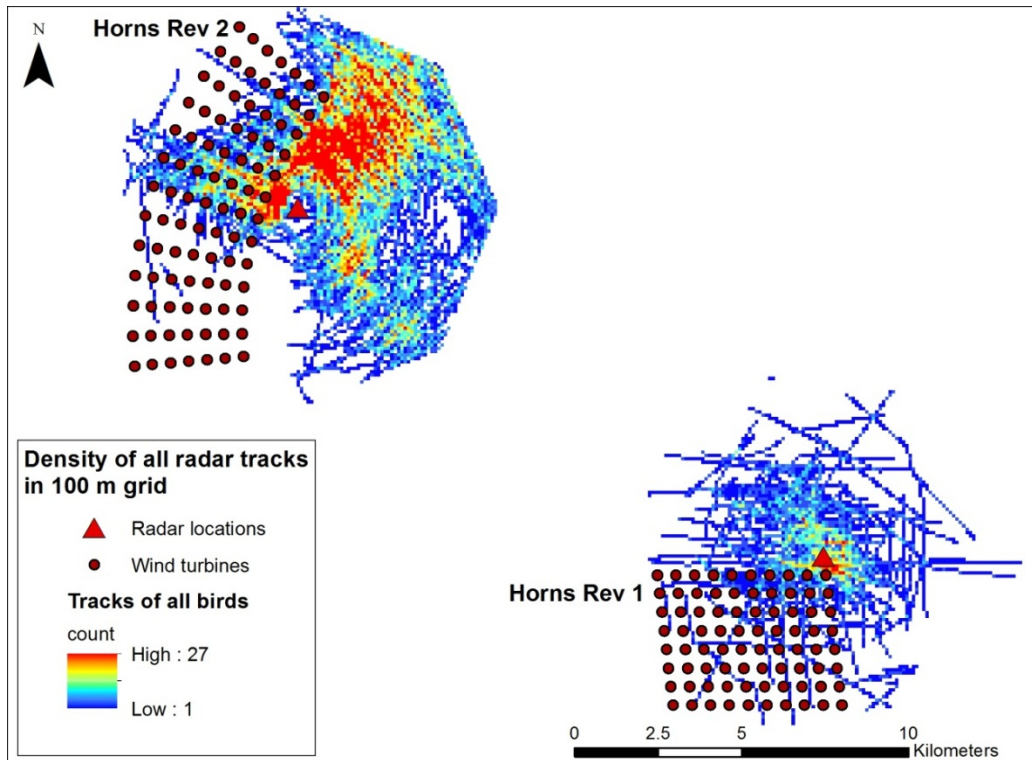 N
Horns Rev 2
Density of all radar tracks
in 100 m grid
Radar locations
Wind turbines
Tracks of all birds
count
High : 27
Low : 1
Horns Rev 1
0 2.5 5 10
Kilometers